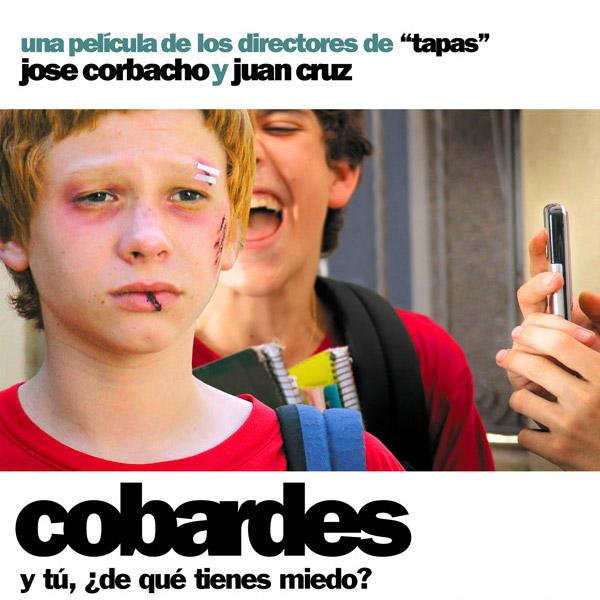 una película de los directores de “tapas”
jose corbacho y juan cruz
cobardes
y tú, ¿de qué tienes miedo?